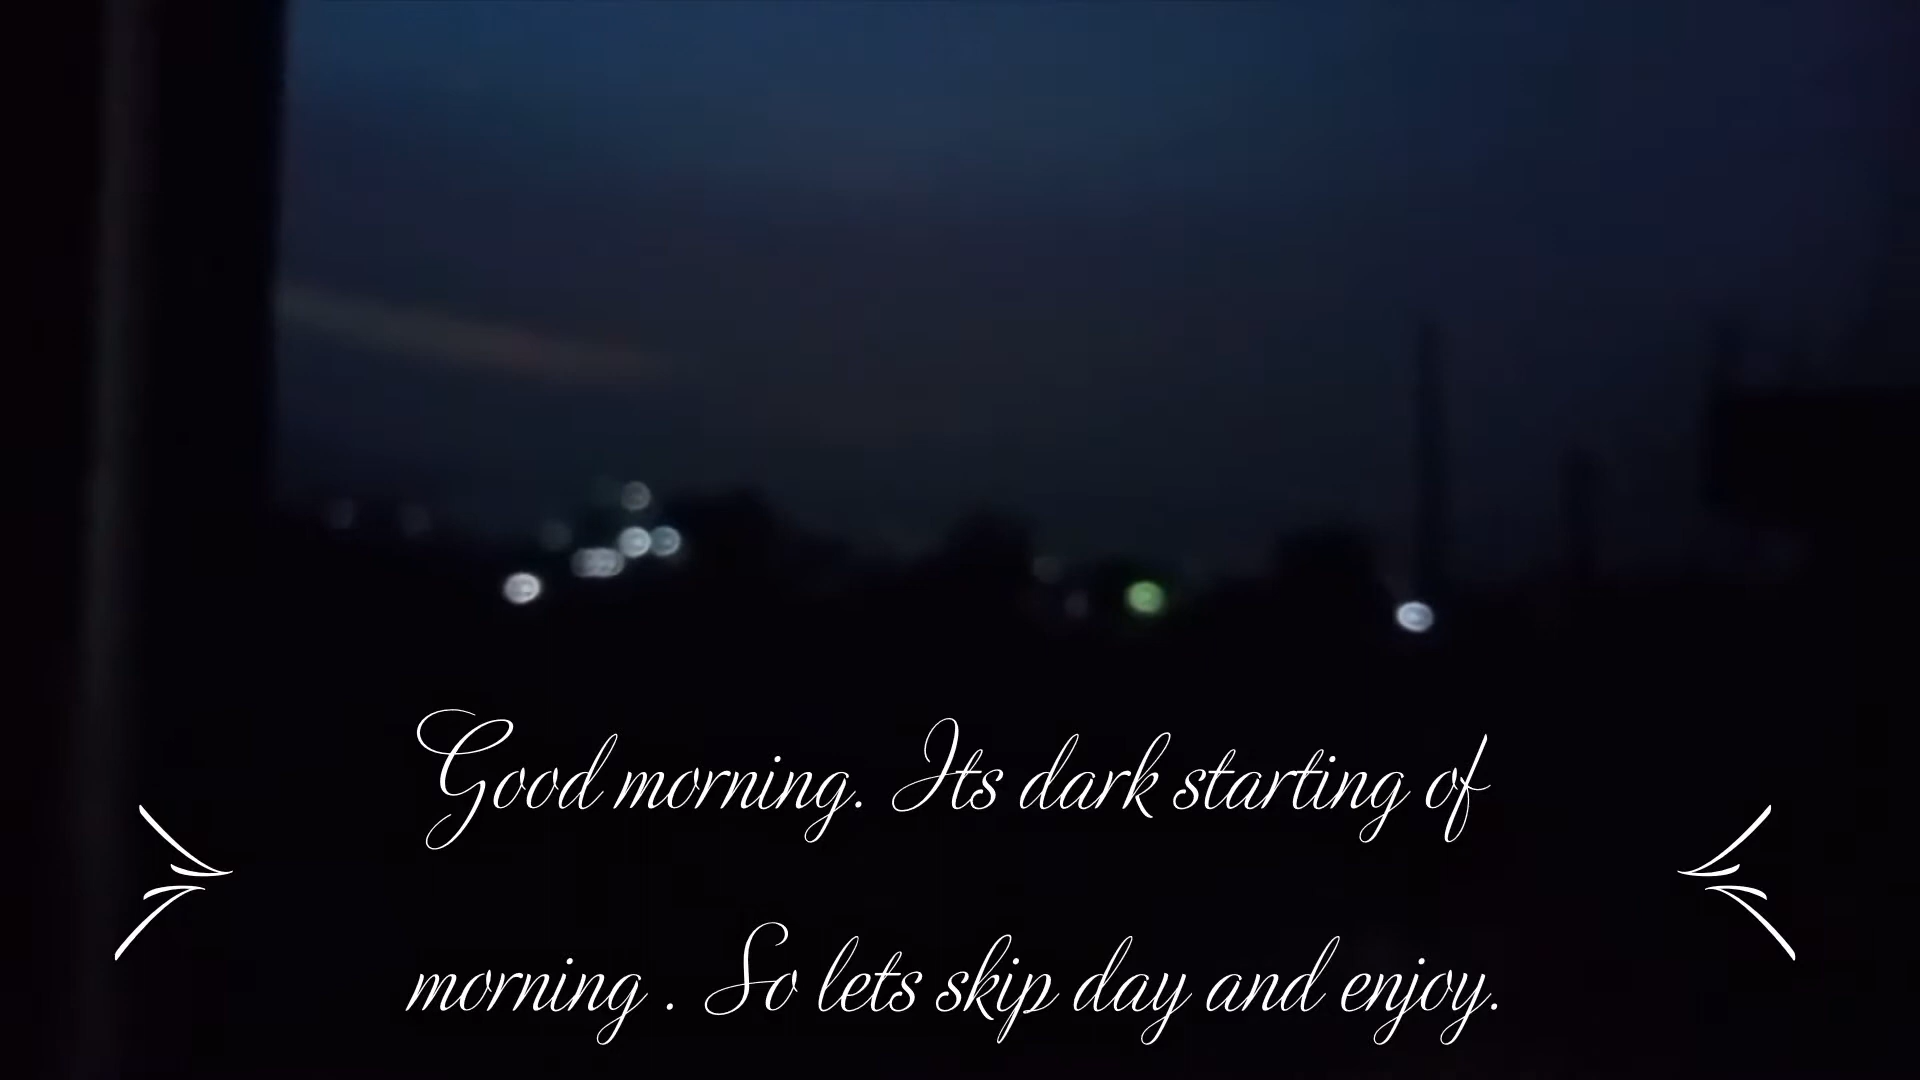 Good morning. Its dark starting of
morning . So lets skip day and enjoy.